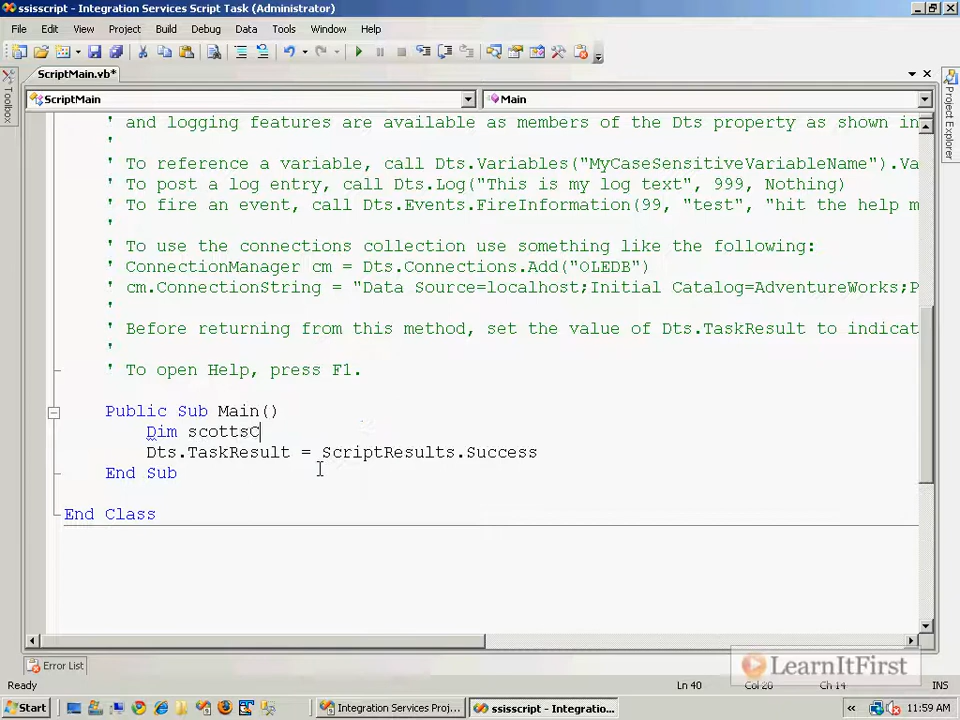 ssisscript - Integration Services Script Task (Administrator)
File Edit View Project Build Debug Data Tools Window Help
ScriptMain.vb*
ScriptMain Main
Toolbox
Project Explorer
' and logging features are available as members of the Dts property as shown in
'
' To reference a variable, call Dts.Variables("MyCaseSensitiveVariableName").Va
' To post a log entry, call Dts.Log("This is my log text", 999, Nothing)
' To fire an event, call Dts.Events.FireInformation(99, "test", "hit the help m
'
' To use the connections collection use something like the following:
' ConnectionManager cm = Dts.Connections.Add("OLEDB")
' cm.ConnectionString = "Data Source=localhost;Initial Catalog=AdventureWorks;P
'
' Before returning from this method, set the value of Dts.TaskResult to indicat
'
' To open Help, press F1.
Public Sub Main()
Dim scottsC
Dts.TaskResult = ScriptResults.Success
End Sub
End Class
Error List
LearnItFirst
Ready Ln 40 Col 20 Ch 14 INS
Start Integration Services Proj... ssisscript - Integratio... « 11:59 AM